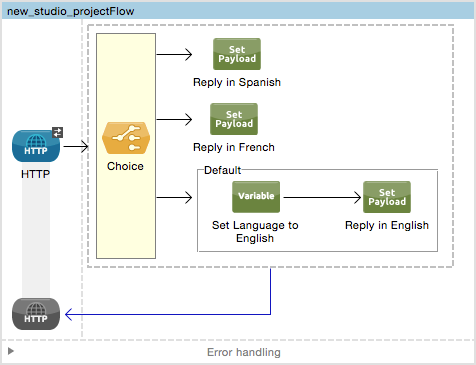 new_studio_projectFlow
Set
Payload
Reply in Spanish
Set
Payload
Reply in French
HTTP
HTTP
Choice
Default
Variable
Set Language to
English
Set
Payload
Reply in English
HTTP
Error handling